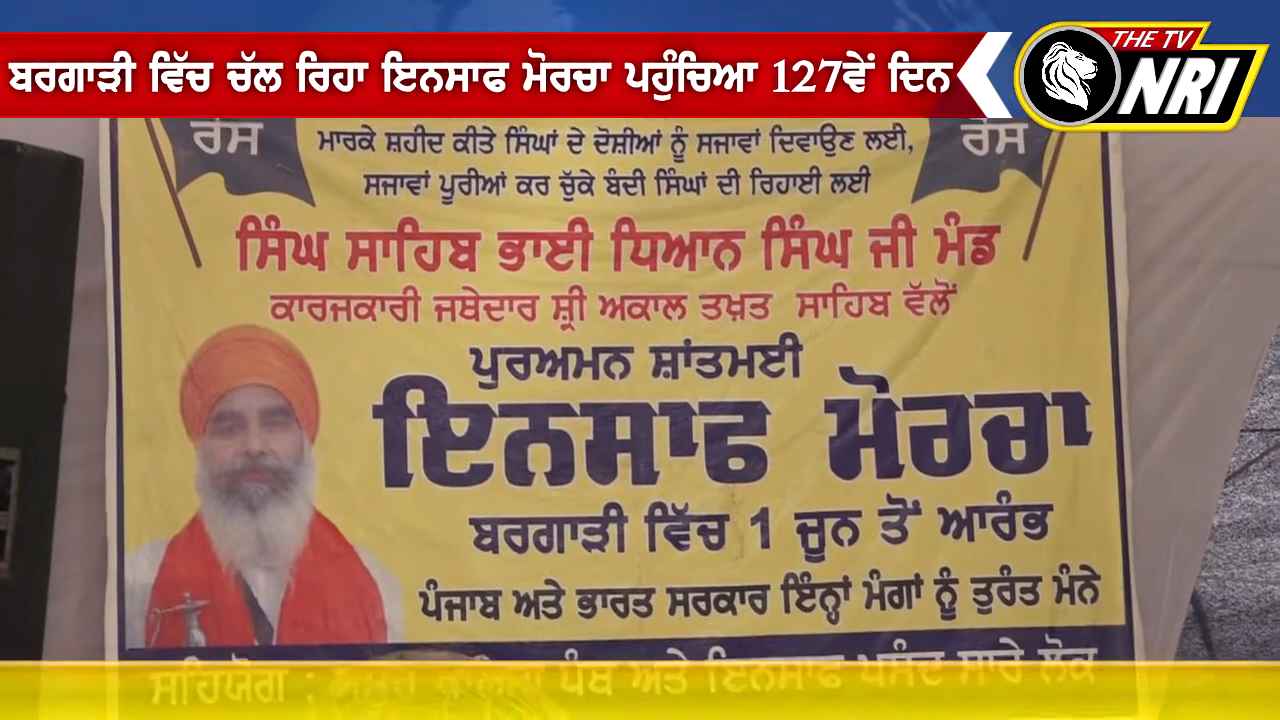 ਬਰਗਾੜੀ ਵਿੱਚ ਚੱਲ ਰਿਹਾ ਇਨਸਾਫ ਮੋਰਚਾ ਪਹੁੰਚਿਆ 127ਵੇਂ ਦਿਨ
THE TV
NRI
ਰੋਸ
ਰੋਸ
ਮਾਰਕੇ ਸ਼ਹੀਦ ਕੀਤੇ ਸਿੰਘਾਂ ਦੇ ਦੋਸ਼ੀਆਂ ਨੂੰ ਸਜਾਵਾਂ ਦਿਵਾਉਣ ਲਈ,
ਸਜਾਵਾਂ ਪੂਰੀਆਂ ਕਰ ਚੁੱਕੇ ਬੰਦੀ ਸਿੰਘਾਂ ਦੀ ਰਿਹਾਈ ਲਈ
ਸਿੰਘ ਸਾਹਿਬ ਭਾਈ ਧਿਆਨ ਸਿੰਘ ਜੀ ਮੰਡ
ਕਾਰਜਕਾਰੀ ਜਥੇਦਾਰ ਸ਼੍ਰੀ ਅਕਾਲ ਤਖ਼ਤ ਸਾਹਿਬ ਵੱਲੋਂ
ਪੁਰਅਮਨ ਸ਼ਾਂਤਮਈ
ਇਨਸਾਫ ਮੋਰਚਾ
ਬਰਗਾੜੀ ਵਿੱਚ 1 ਜੂਨ ਤੋਂ ਆਰੰਭ
ਪੰਜਾਬ ਅਤੇ ਭਾਰਤ ਸਰਕਾਰ ਇੰਨ੍ਹਾਂ ਮੰਗਾਂ ਨੂੰ ਤੁਰੰਤ ਮੰਨੇ
ਸਹਿਯੋਗ : ਪੰਥ ਅਤੇ ਇਨਸਾਫ ਪਸੰਦ ਸਾਰੇ ਲੋਕ